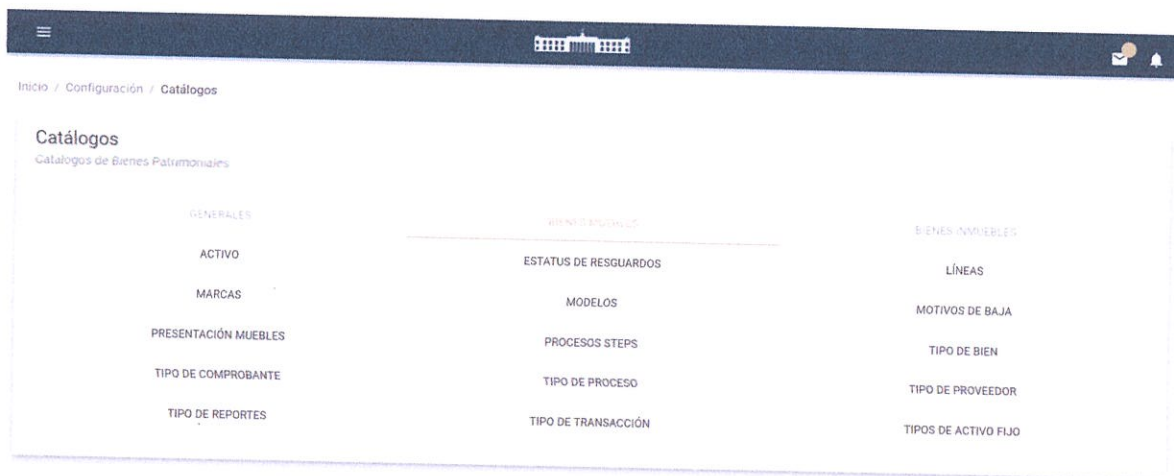 Inicio / Configuración / Catálogos
Catálogos
Catálogos de Bienes Patrimoniales
GENERALES
BIENES MUEBLES
BIENES INMUEBLES
ACTIVO
ESTATUS DE RESGUARDOS
LÍNEAS
MARCAS
MODELOS
MOTIVOS DE BAJA
PRESENTACIÓN MUEBLES
PROCESOS STEPS
TIPO DE BIEN
TIPO DE COMPROBANTE
TIPO DE PROCESO
TIPO DE PROVEEDOR
TIPO DE REPORTES
TIPO DE TRANSACCIÓN
TIPOS DE ACTIVO FIJO